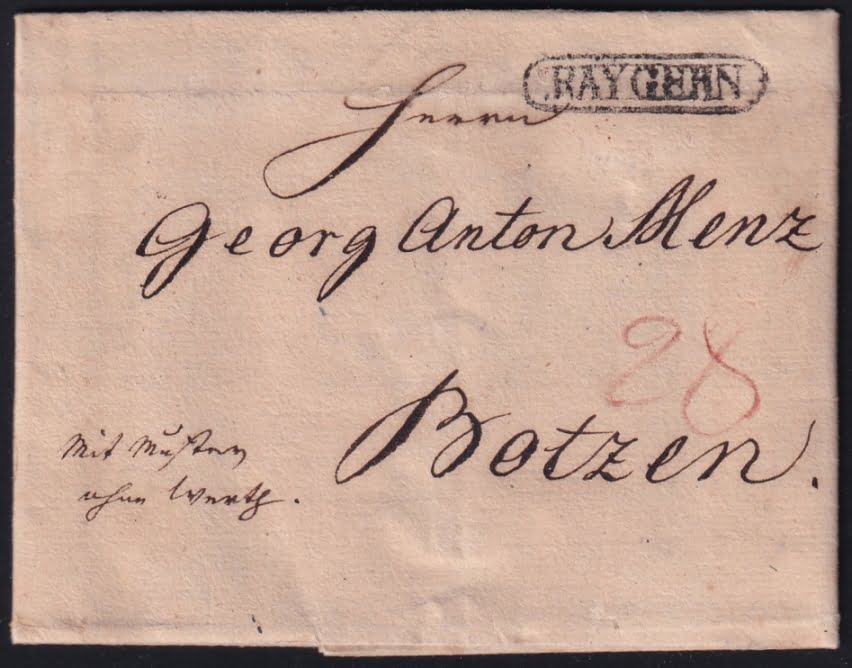 RAYGERN
Herrn
Georg Anton Menz
28
Botzen.
Mit Muster
ohne Werth.